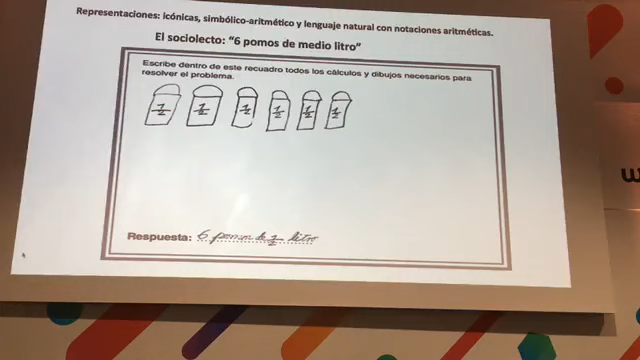 Representaciones: icónicas, simbólico-aritmético y lenguaje natural con notaciones aritméticas.
El sociolecto: “6 pomos de medio litro”
Escribe dentro de este recuadro todos los cálculos y dibujos necesarios para
resolver el problema.
1/2 1/2 1/2 1/2 1/2 1/2
Respuesta: 6 pomos de 1/2 litro
w